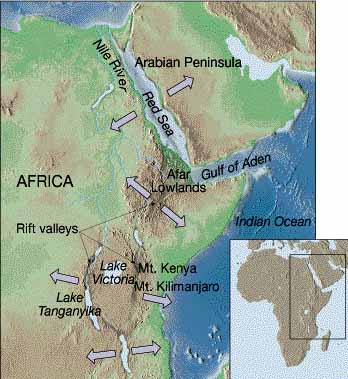 Nile River
Arabian Peninsula
Red Sea
Gulf of Aden
AFRICA
Afar
Lowlands
Indian Ocean
Rift valleys
Lake
Victoria
Mt. Kenya
Mt. Kilimanjaro
Lake
Tanganyika